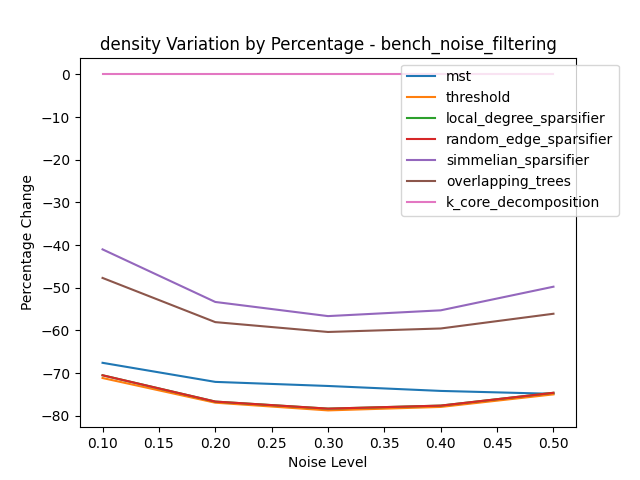 density Variation by Percentage - bench_noise_filtering
0
−10
−20
−30
−40
−50
−60
−70
−80
Percentage Change
mst
threshold
local_degree_sparsifier
random_edge_sparsifier
simmelian_sparsifier
overlapping_trees
k_core_decomposition
0.10 0.15 0.20 0.25 0.30 0.35 0.40 0.45 0.50
Noise Level